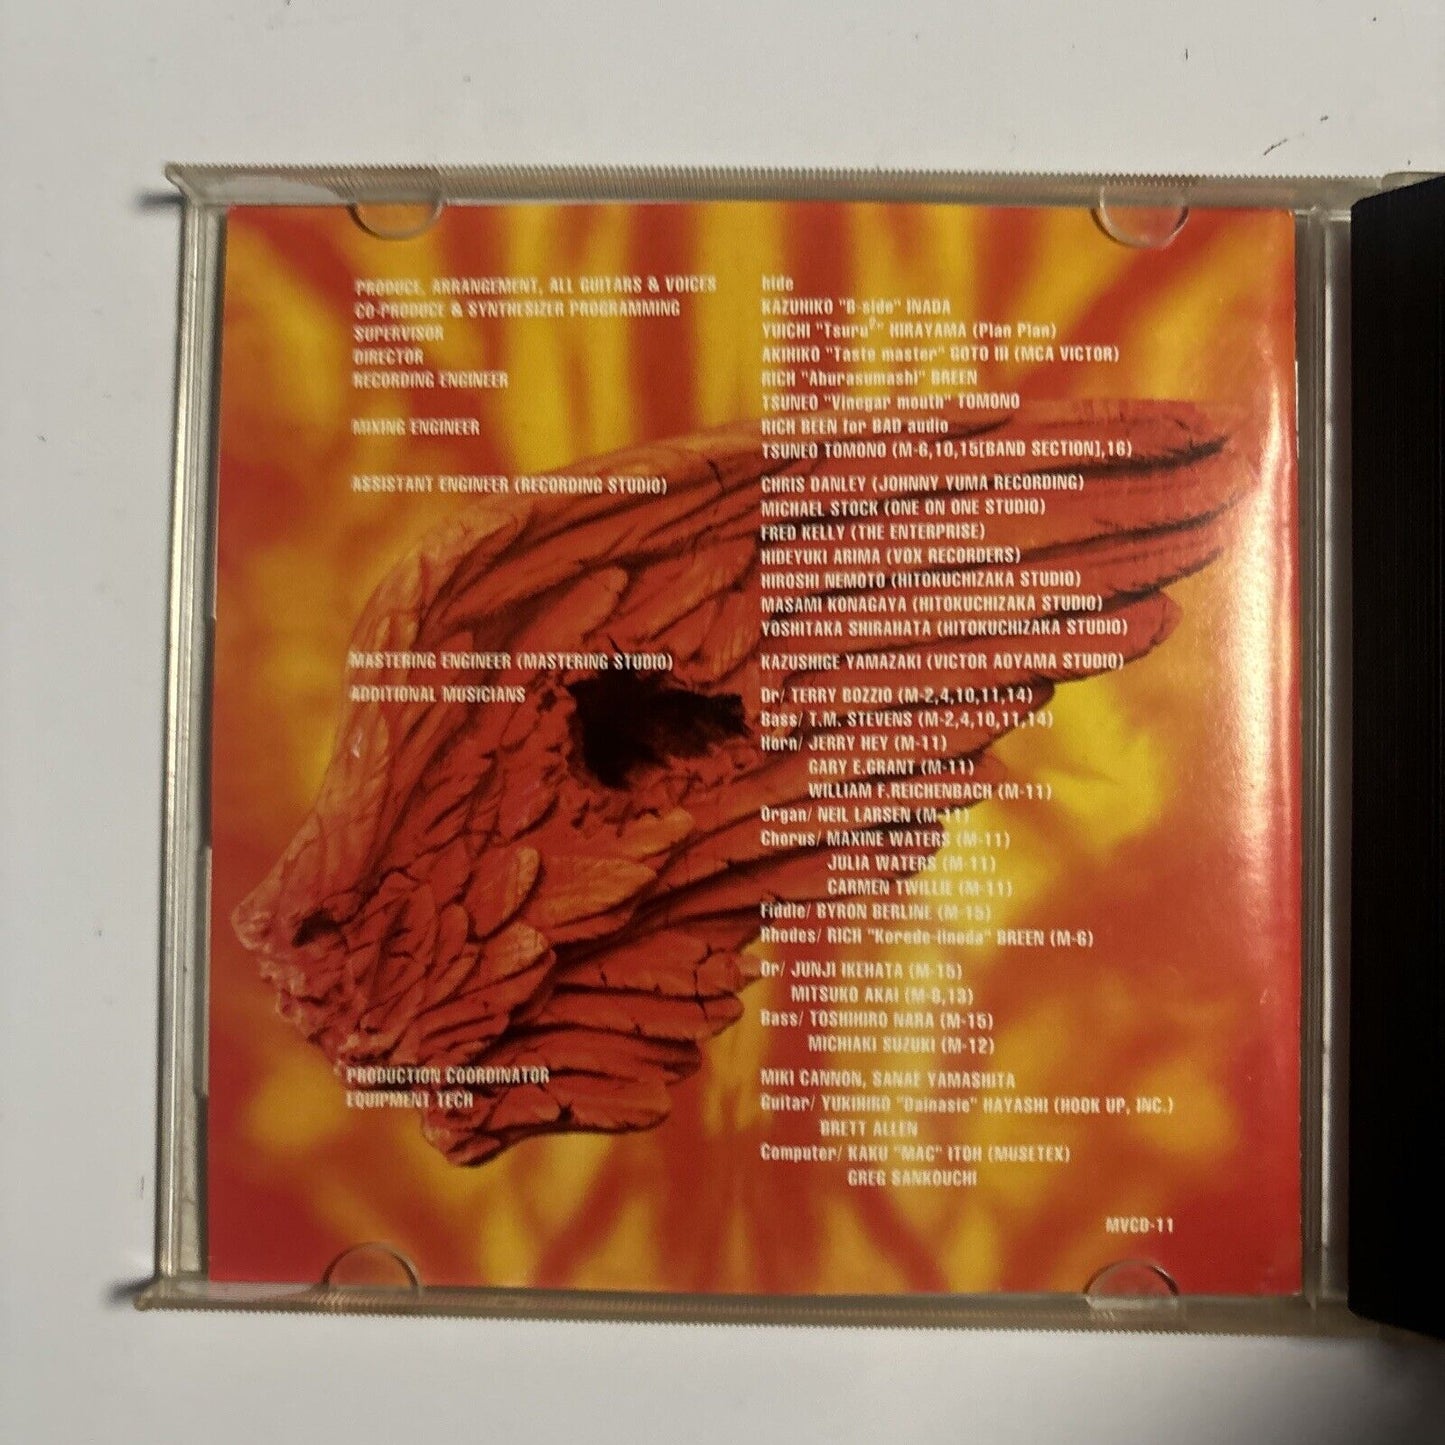 PRODUCE, ARRANGEMENT, ALL GUITARS & VOICES hide
CO-PRODUCE & SYNTHESIZER PROGRAMMING KAZUHIKO "B-side" INADA
SUPERVISOR YUICHI "Tsuru²" HIRAYAMA (Plan Plan)
DIRECTOR AKIHIKO "Taste master" GOTO III (MCA VICTOR)
RECORDING ENGINEER RICH "Aburasumashi" BREEN
TSUNEO "Vinegar mouth" TOMONO
MIXING ENGINEER RICH BEEN for BAD audio
TSUNEO TOMONO (M-6,10,15[BAND SECTION],16)
ASSISTANT ENGINEER (RECORDING STUDIO) CHRIS DANLEY (JOHNNY YUMA RECORDING)
MICHAEL STOCK (ONE ON ONE STUDIO)
FRED KELLY (THE ENTERPRISE)
HIDEYUKI ARIMA (VOX RECORDERS)
HIROSHI NEMOTO (HITOKUCHIZAKA STUDIO)
MASAMI KONAGAYA (HITOKUCHIZAKA STUDIO)
YOSHITAKA SHIRAHATA (HITOKUCHIZAKA STUDIO)
MASTERING ENGINEER (MASTERING STUDIO) KAZUSHIGE YAMAZAKI (VICTOR AOYAMA STUDIO)
ADDITIONAL MUSICIANS Dr/ TERRY BOZZIO (M-2,4,10,11,14)
Bass/ T.M. STEVENS (M-2,4,10,11,14)
Horn/ JERRY HEY (M-11)
GARY E.GRANT (M-11)
WILLIAM F.REICHENBACH (M-11)
Organ/ NEIL LARSEN (M-11)
Chorus/ MAXINE WATERS (M-11)
JULIA WATERS (M-11)
CARMEN TWILLIE (M-11)
Fiddle/ BYRON BERLINE (M-15)
Rhodes/ RICH "Korede-iinoda" BREEN (M-6)
Dr/ JUNJI IKEHATA (M-15)
MITSUKO AKAI (M-8,13)
Bass/ TOSHIHIRO NARA (M-15)
MICHIAKI SUZUKI (M-12)
PRODUCTION COORDINATOR MIKI CANNON, SANAE YAMASHITA
EQUIPMENT TECH Guitar/ YUKIHIKO "Dainasie" HAYASHI (HOOK UP, INC.)
BRETT ALLEN
Computer/ KAKU "MAC" ITOH (MUSETEX)
GREG SANKOUCHI
MVCD-11